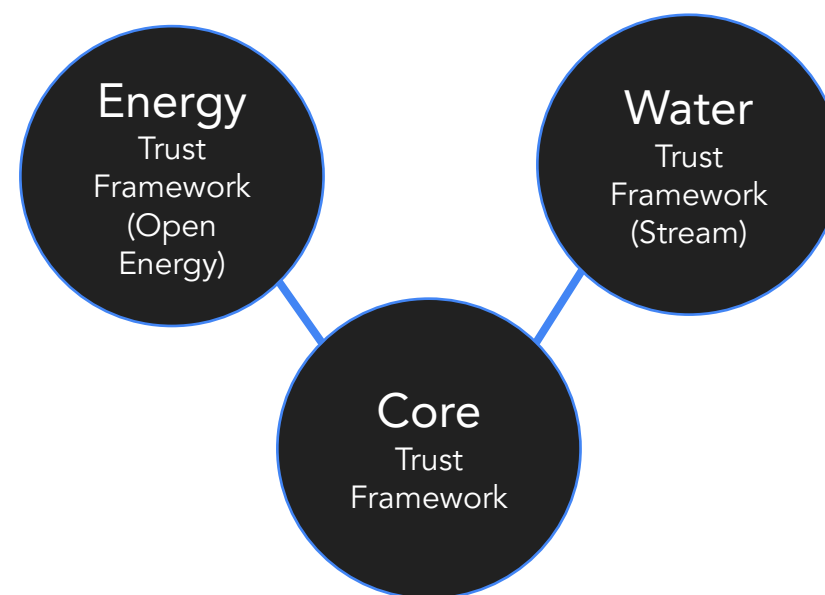 Energy
Trust
Framework
(Open
Energy)
Water
Trust
Framework
(Stream)
Core
Trust
Framework